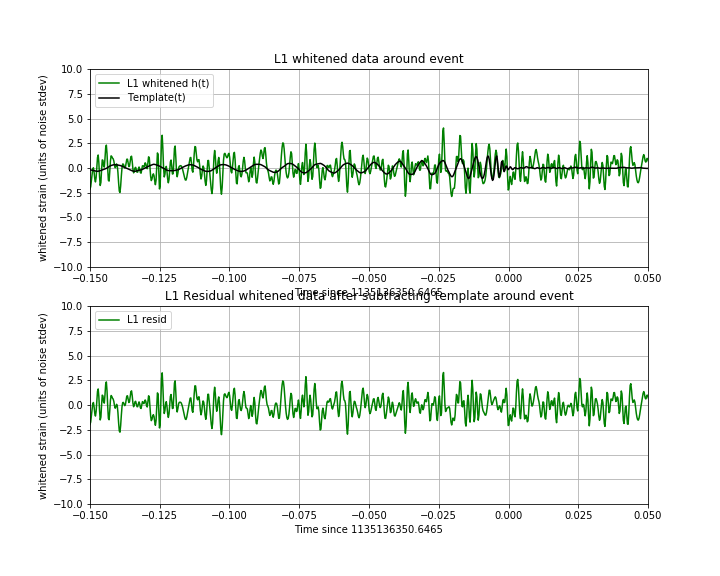 L1 whitened data around event
whitened strain (units of noise stdev)
10.0
7.5
5.0
2.5
0.0
−2.5
−5.0
−7.5
−10.0
L1 whitened h(t)
Template(t)
−0.150 −0.125 −0.100 −0.075 −0.050 −0.025 0.000 0.025 0.050
Time since 1135136350.6465
L1 Residual whitened data after subtracting template around event
whitened strain (units of noise stdev)
10.0
7.5
5.0
2.5
0.0
−2.5
−5.0
−7.5
−10.0
L1 resid
−0.150 −0.125 −0.100 −0.075 −0.050 −0.025 0.000 0.025 0.050
Time since 1135136350.6465